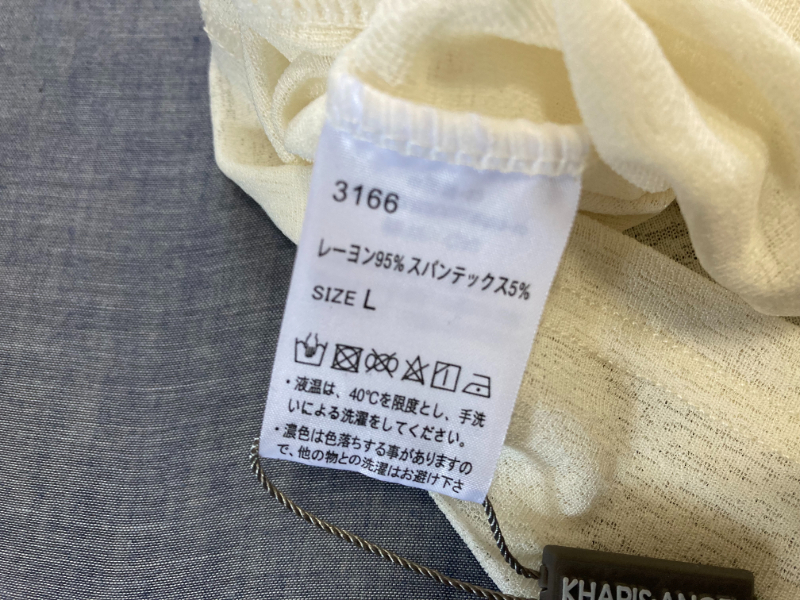 3166
レーヨン95% スパンテックス5%
SIZE L
・液温は、40℃を限度とし、手洗
いによる洗濯をしてください。
・濃色は色落ちする事がありますの
で、他の物との洗濯はお避け下さ
KHARIS ANGE